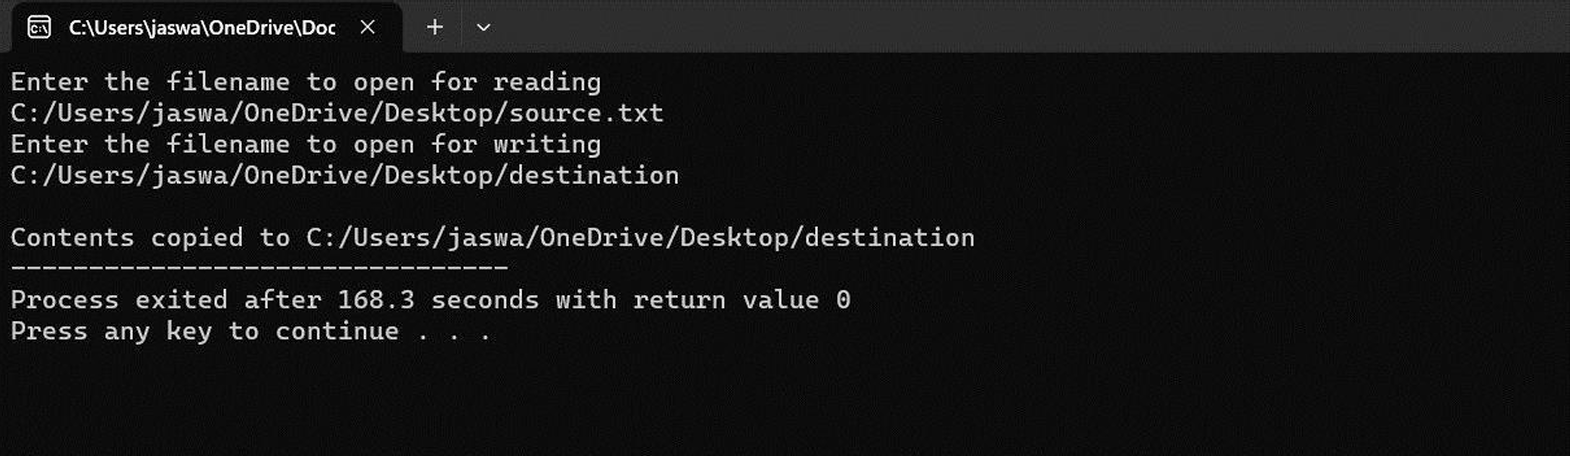 C:\Users\jaswa\OneDrive\Doc
Enter the filename to open for reading
C:/Users/jaswa/OneDrive/Desktop/source.txt
Enter the filename to open for writing
C:/Users/jaswa/OneDrive/Desktop/destination
Contents copied to C:/Users/jaswa/OneDrive/Desktop/destination
--------------------------------
Process exited after 168.3 seconds with return value 0
Press any key to continue . . .